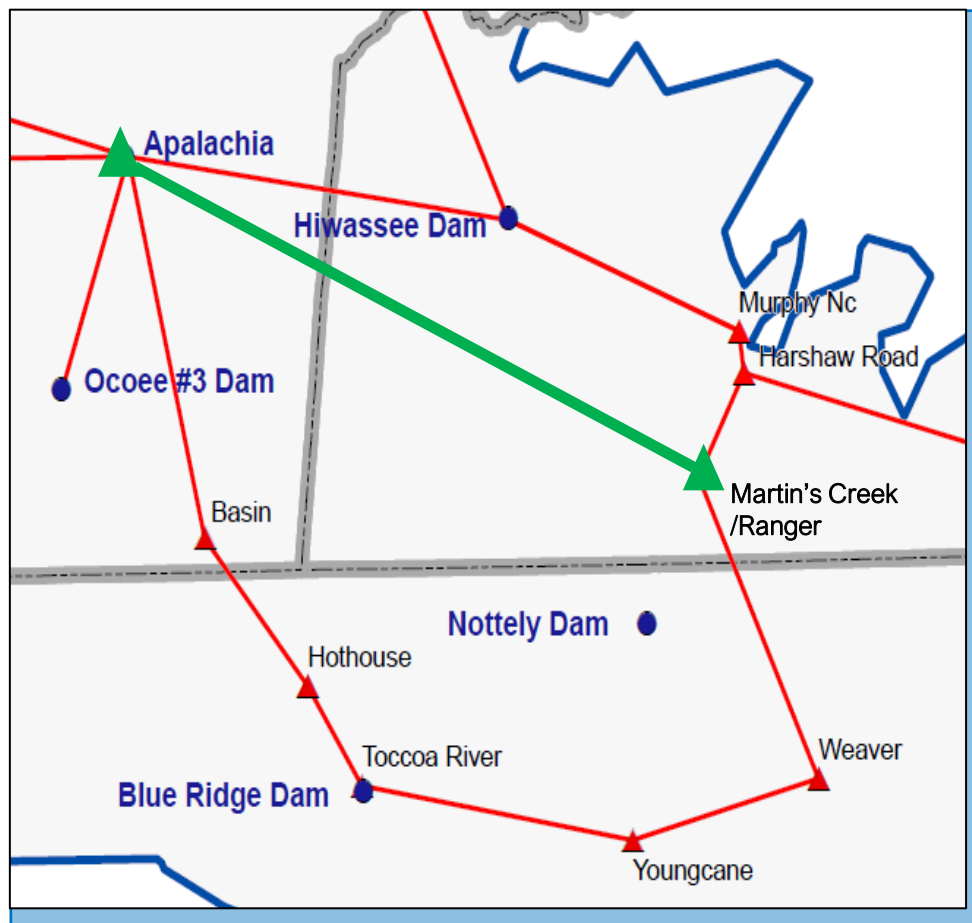 Apalachia
Hiwassee Dam
Murphy Nc
Harshaw Road
Ocoee #3 Dam
Martin's Creek
/Ranger
Basin
Nottely Dam
Hothouse
Toccoa River
Weaver
Blue Ridge Dam
Youngcane